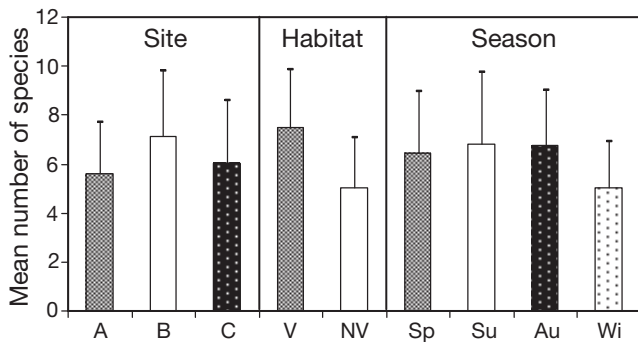 Site Habitat Season
Mean number of species
12
10
8
6
4
2
0
A B C V NV Sp Su Au Wi